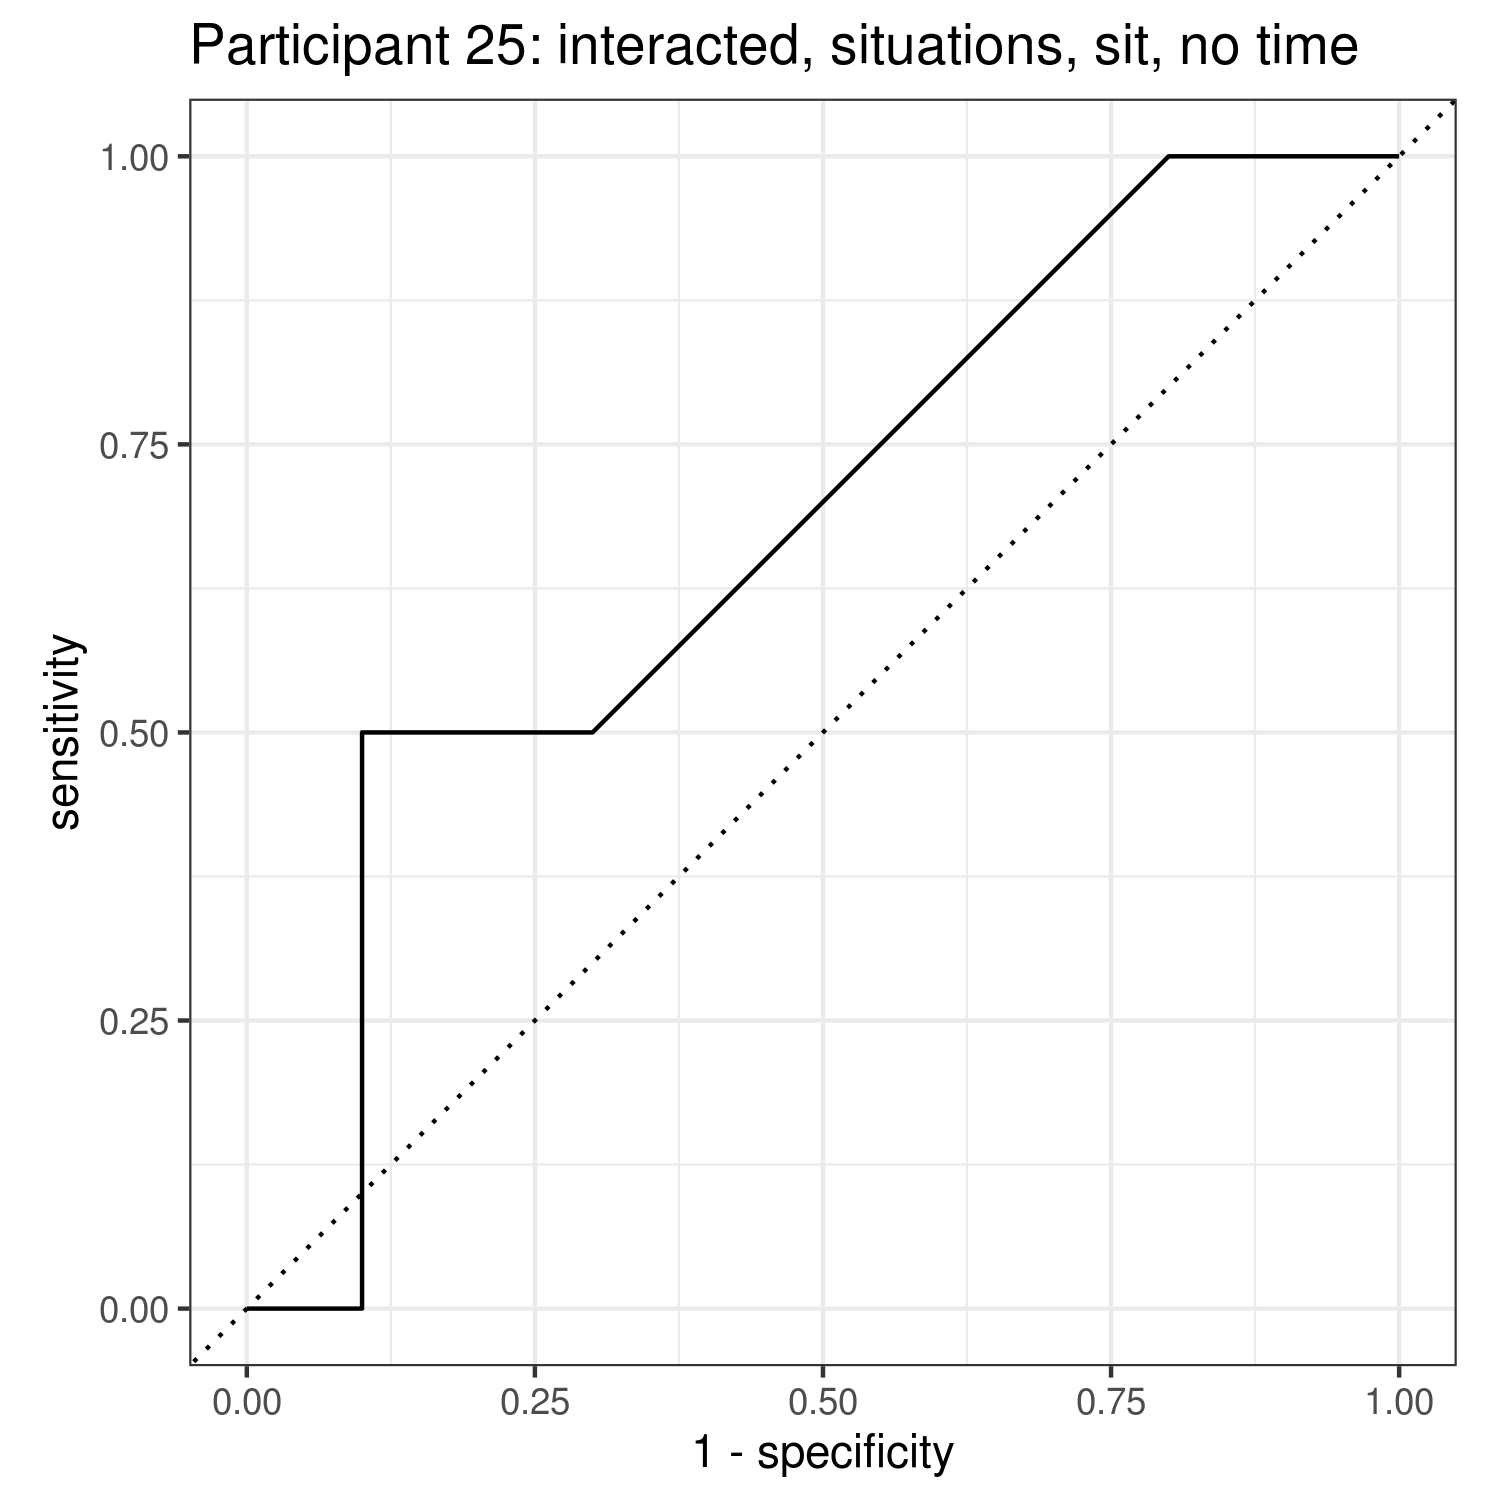 Participant 25: interacted, situations, sit, no time
sensitivity
1.00
0.75
0.50
0.25
0.00
0.00 0.25 0.50 0.75 1.00
1 - specificity